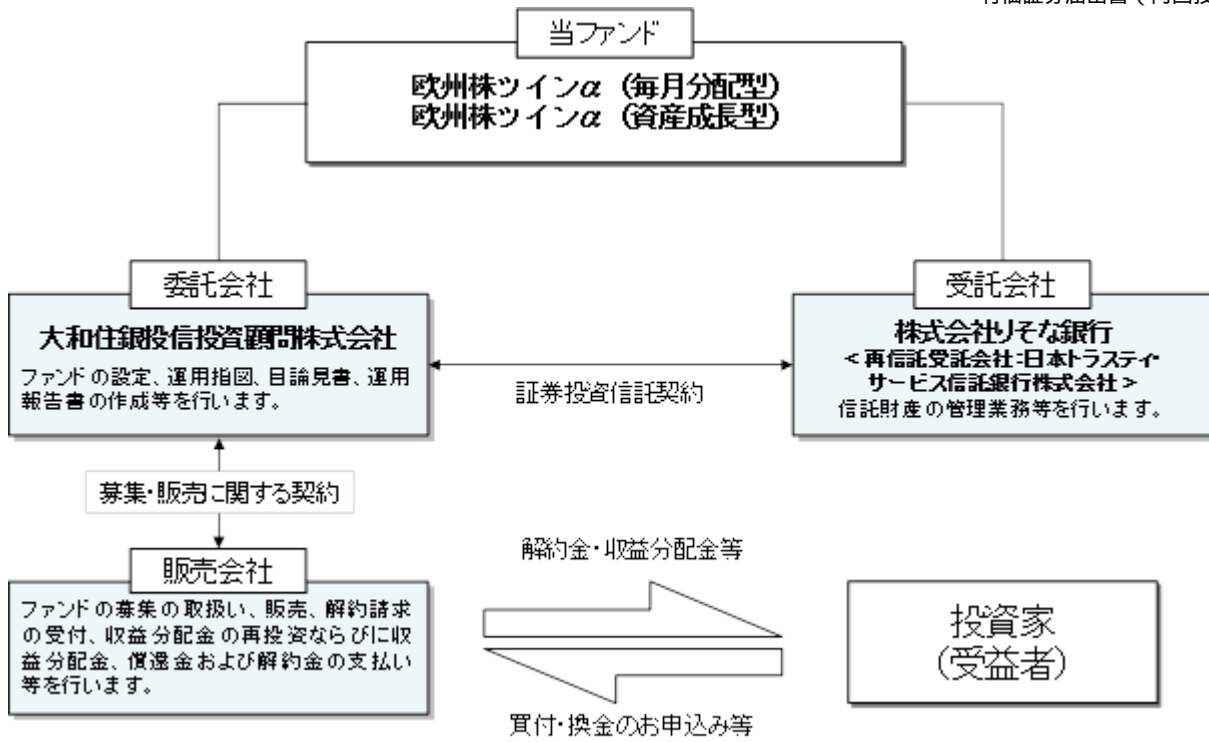 当ファンド
欧州株ツインα（毎月分配型）
欧州株ツインα（資産成長型）
委託会社
大和住銀投信投資顧問株式会社
ファンドの設定、運用指図、目論見書、運用
報告書の作成等を行います。
証券投資信託契約
受託会社
株式会社りそな銀行
＜再信託受託会社：日本トラスティ・
サービス信託銀行株式会社＞
信託財産の管理業務等を行います。
募集・販売に関する契約
販売会社
ファンドの募集の取扱い、販売、解約請求
の受付、収益分配金の再投資ならびに収
益分配金、償還金および解約金の支払い
等を行います。
解約金・収益分配金等
買付・換金のお申込み等
投資家
(受益者)